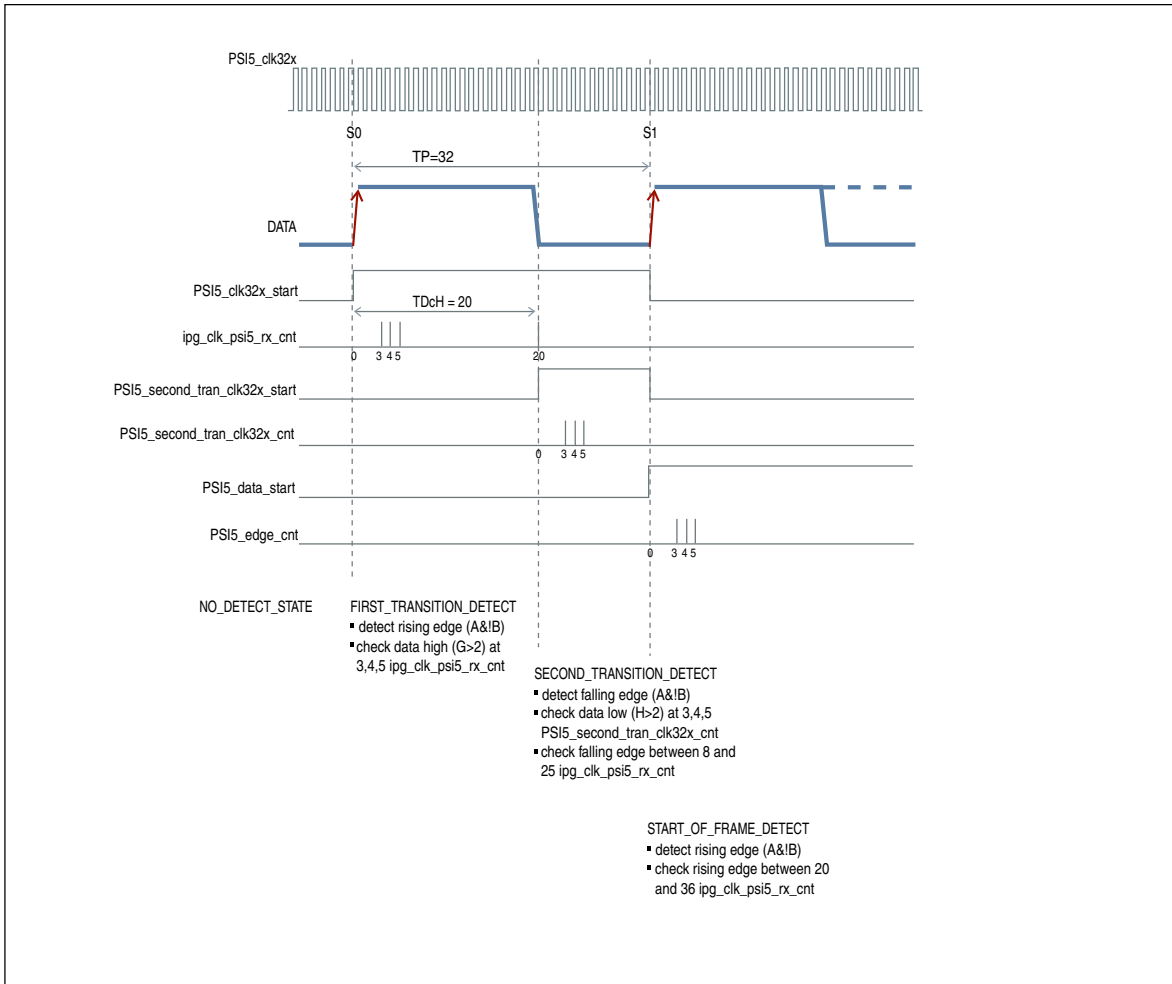 PSI5_clk32x
S0
S1
TP=32
DATA
PSI5_clk32x_start
TDcH = 20
ipg_clk_psi5_rx_cnt
0 3 4 5 20
PSI5_second_tran_clk32x_start
PSI5_second_tran_clk32x_cnt
0 3 4 5
PSI5_data_start
PSI5_edge_cnt
0 3 4 5
NO_DETECT_STATE
FIRST_TRANSITION_DETECT
▪ detect rising edge (A&!B)
▪ check data high (G>2) at
3,4,5 ipg_clk_psi5_rx_cnt
SECOND_TRANSITION_DETECT
▪ detect falling edge (A&!B)
▪ check data low (H>2) at 3,4,5
PSI5_second_tran_clk32x_cnt
▪ check falling edge between 8 and
25 ipg_clk_psi5_rx_cnt
START_OF_FRAME_DETECT
▪ detect rising edge (A&!B)
▪ check rising edge between 20
and 36 ipg_clk_psi5_rx_cnt